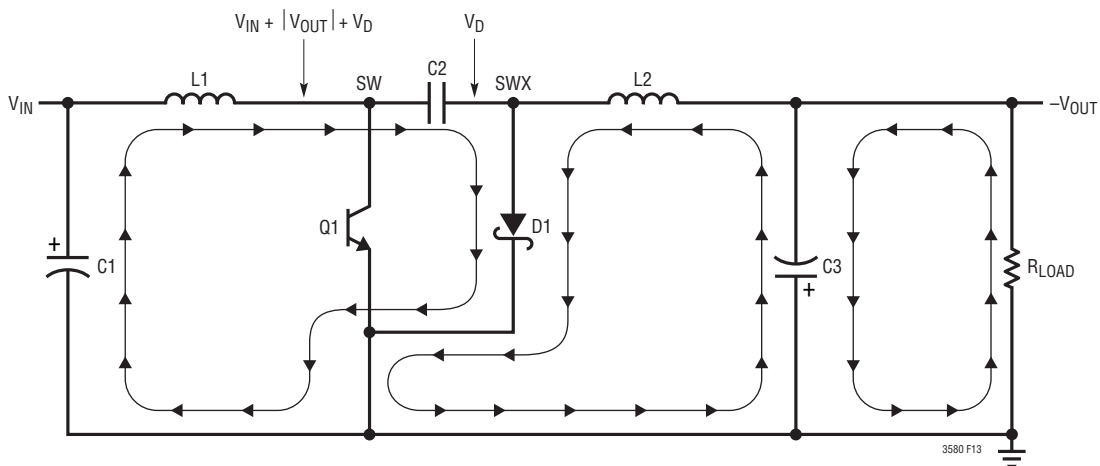 VIN + |VOUT| + VD
VD
L1
SW
C2
SWX
L2
VIN
–VOUT
Q1
D1
+
C1
C3
+
RLOAD
3580 F13